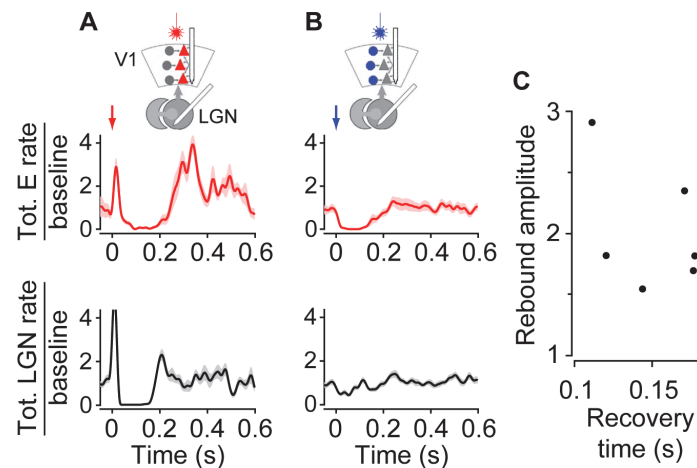 A
B
C
V1
LGN
Tot. E rate
baseline
4
2
0
0 0.2 0.4 0.6
4
2
0
0 0.2 0.4 0.6
Time (s)
Tot. LGN rate
baseline
4
2
0
0 0.2 0.4 0.6
Time (s)
4
2
0
0 0.2 0.4 0.6
Time (s)
Rebound amplitude
3
2
1
0.1 0.15
Recovery
time (s)